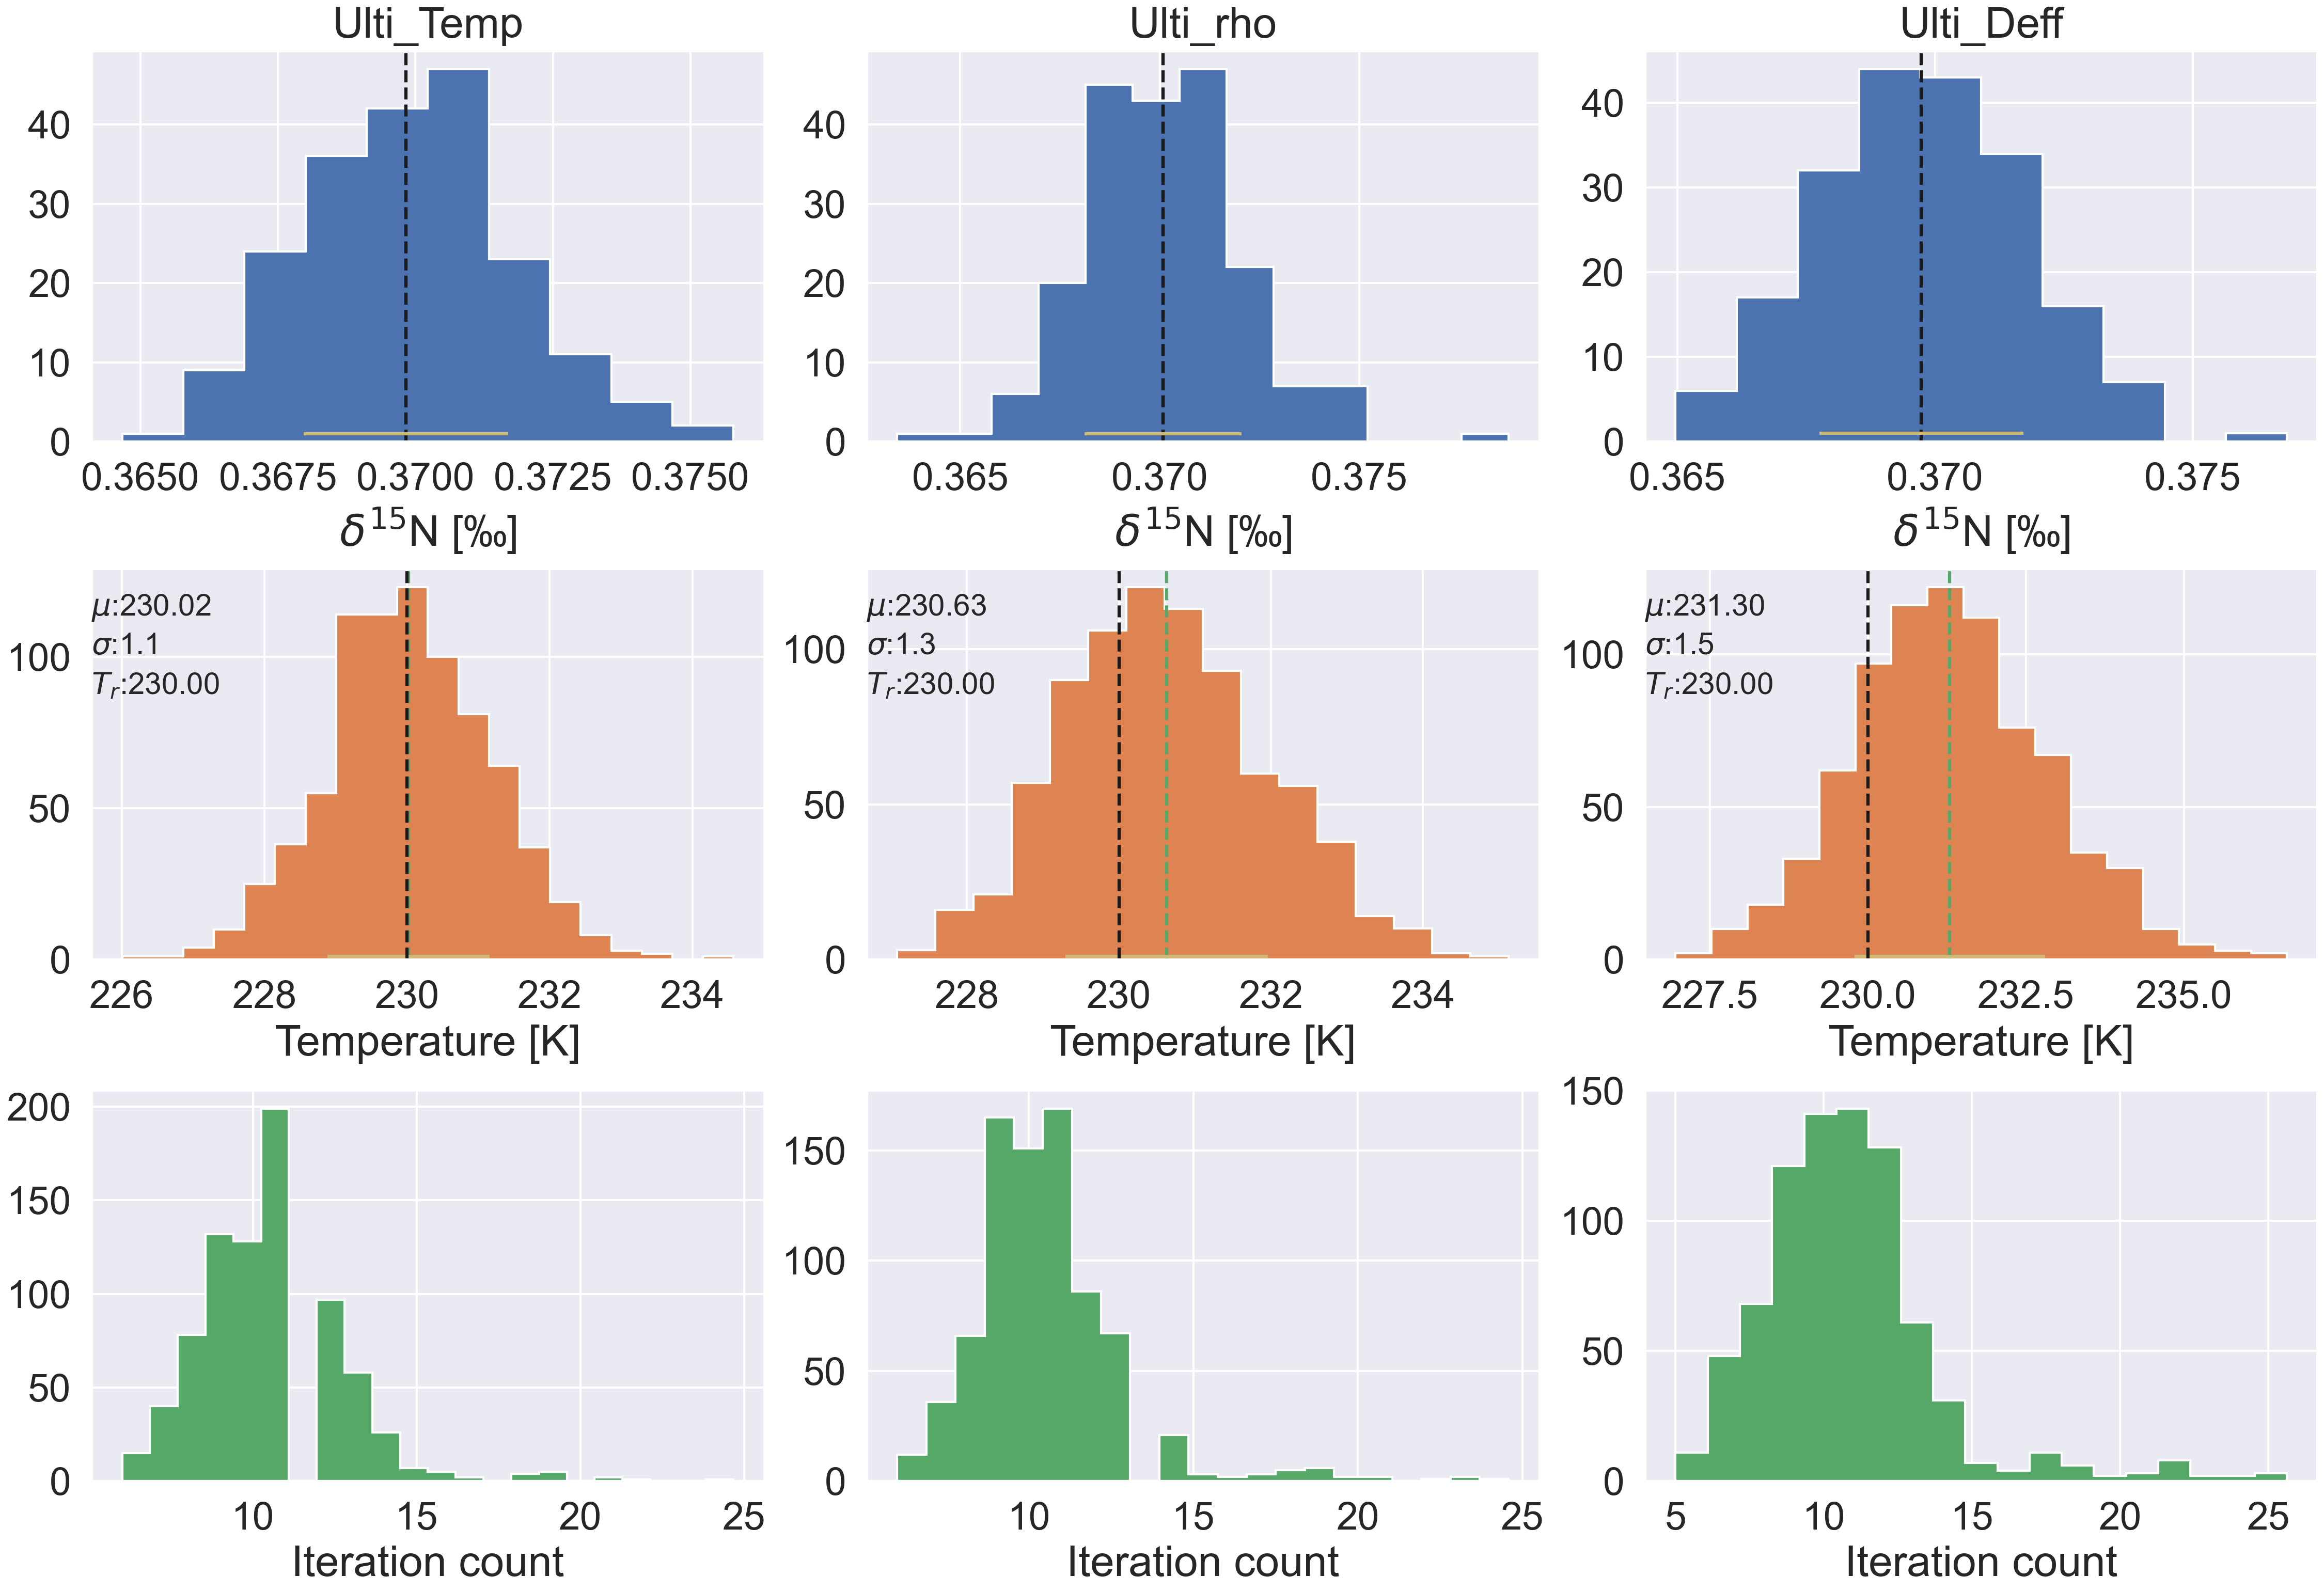 Ulti_Temp Ulti_rho Ulti_Deff
40
30
20
10
0
0.3650 0.3675 0.3700 0.3725 0.3750
δ¹⁵N [‰]
40
30
20
10
0
0.365 0.370 0.375
δ¹⁵N [‰]
40
30
20
10
0
0.365 0.370 0.375
δ¹⁵N [‰]
μ:230.02
σ:1.1
Tᵣ:230.00
100
50
0
226 228 230 232 234
Temperature [K]
μ:230.63
σ:1.3
Tᵣ:230.00
100
50
0
228 230 232 234
Temperature [K]
μ:231.30
σ:1.5
Tᵣ:230.00
100
50
0
227.5 230.0 232.5 235.0
Temperature [K]
200
150
100
50
0
10 15 20 25
Iteration count
150
100
50
0
10 15 20 25
Iteration count
150
100
50
0
5 10 15 20 25
Iteration count